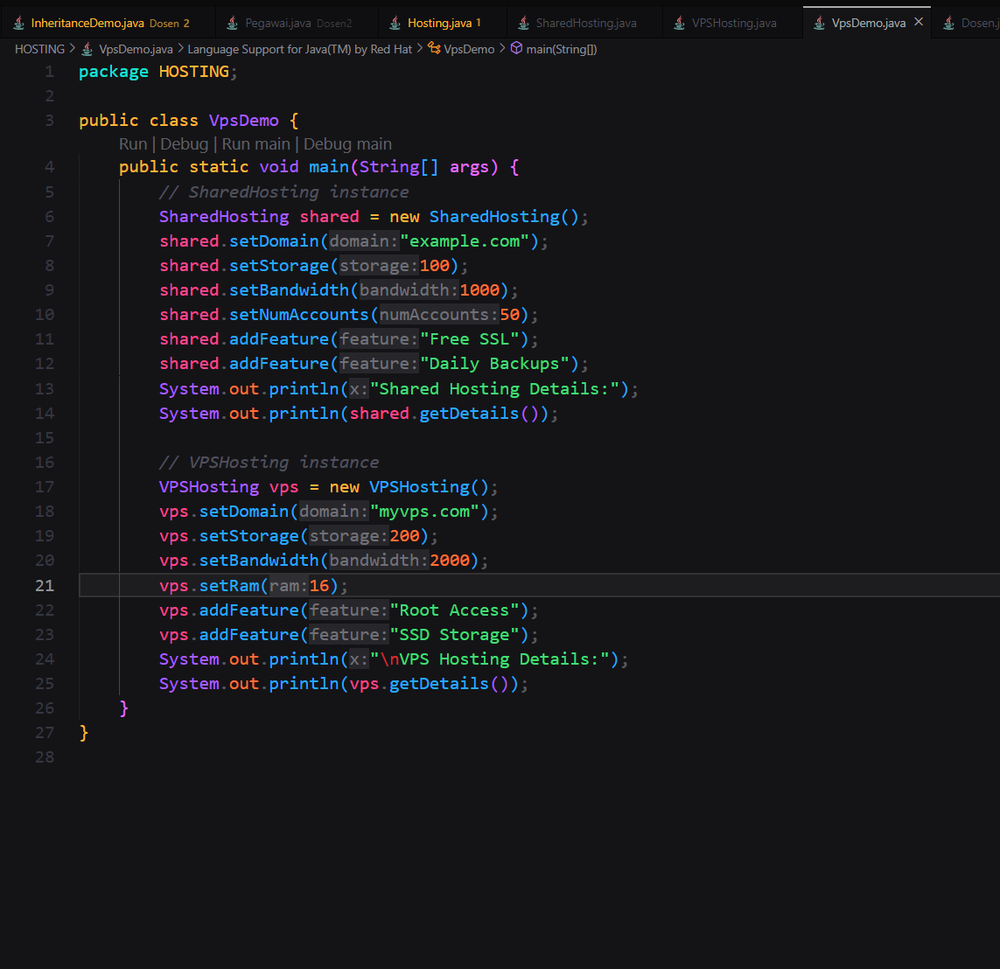 InheritanceDemo.java Dosen 2 Pegawai.java Dosen2 Hosting.java 1 SharedHosting.java VPSHosting.java VpsDemo.java × Dosen.j
HOSTING > VpsDemo.java > Language Support for Java(TM) by Red Hat > VpsDemo > main(String[])
1 package HOSTING;
2
3 public class VpsDemo {
Run | Debug | Run main | Debug main
4 public static void main(String[] args) {
5 // SharedHosting instance
6 SharedHosting shared = new SharedHosting();
7 shared.setDomain(domain:"example.com");
8 shared.setStorage(storage:100);
9 shared.setBandwidth(bandwidth:1000);
10 shared.setNumAccounts(numAccounts:50);
11 shared.addFeature(feature:"Free SSL");
12 shared.addFeature(feature:"Daily Backups");
13 System.out.println(x:"Shared Hosting Details:");
14 System.out.println(shared.getDetails());
15
16 // VPSHosting instance
17 VPSHosting vps = new VPSHosting();
18 vps.setDomain(domain:"myvps.com");
19 vps.setStorage(storage:200);
20 vps.setBandwidth(bandwidth:2000);
21 vps.setRam(ram:16);
22 vps.addFeature(feature:"Root Access");
23 vps.addFeature(feature:"SSD Storage");
24 System.out.println(x:"\nVPS Hosting Details:");
25 System.out.println(vps.getDetails());
26 }
27 }
28